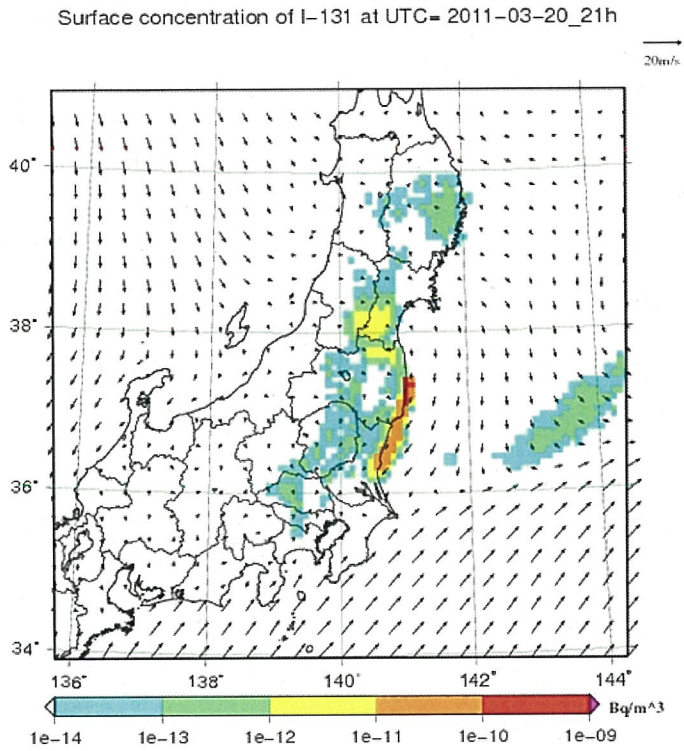 Surface concentration of I-131 at UTC= 2011-03-20_21h
20m/s
40°
38°
36°
34°
136° 138° 140° 142° 144°
Bq/m^3
1e-14 1e-13 1e-12 1e-11 1e-10 1e-09